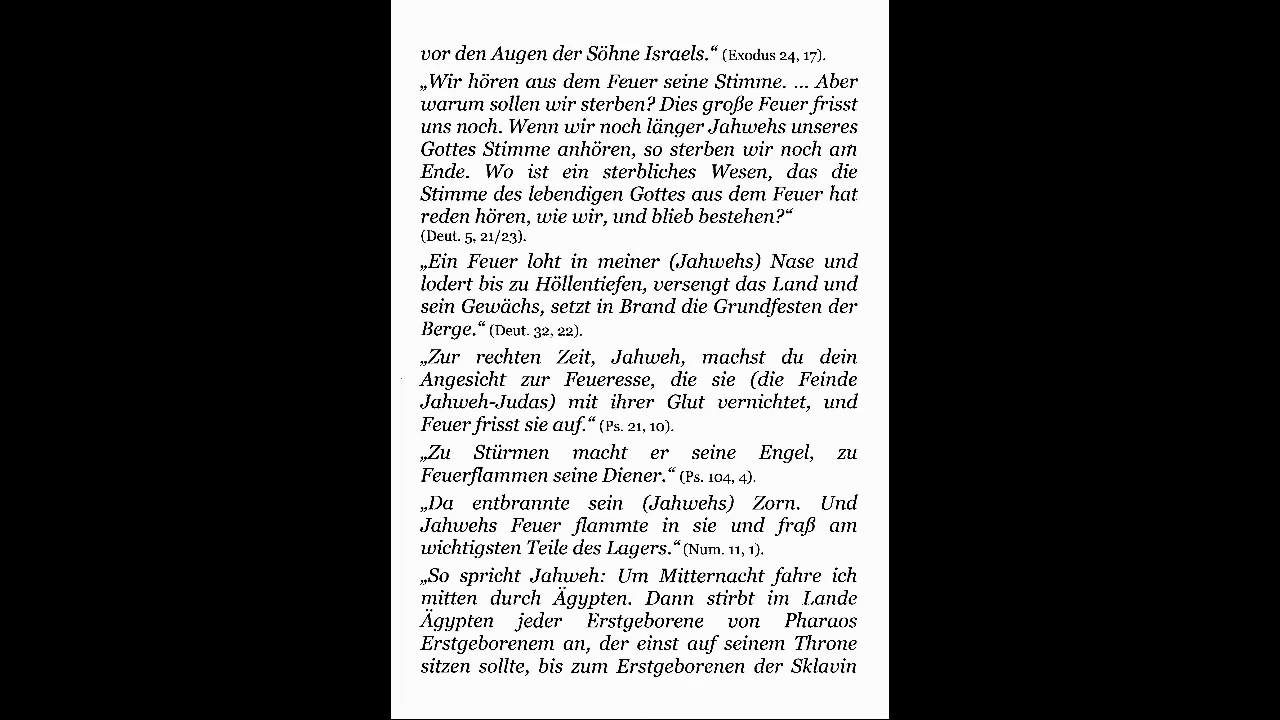 vor den Augen der Söhne Israels.“ (Exodus 24, 17).
„Wir hören aus dem Feuer seine Stimme. ... Aber
warum sollen wir sterben? Dies große Feuer frisst
uns noch. Wenn wir noch länger Jahwehs unseres
Gottes Stimme anhören, so sterben wir noch am
Ende. Wo ist ein sterbliches Wesen, das die
Stimme des lebendigen Gottes aus dem Feuer hat
reden hören, wie wir, und blieb bestehen?“
(Deut. 5, 21/23).
„Ein Feuer loht in meiner (Jahwehs) Nase und
lodert bis zu Höllentiefen, versengt das Land und
sein Gewächs, setzt in Brand die Grundfesten der
Berge.“ (Deut. 32, 22).
„Zur rechten Zeit, Jahweh, machst du dein
Angesicht zur Feueresse, die sie (die Feinde
Jahweh-Judas) mit ihrer Glut vernichtet, und
Feuer frisst sie auf.“ (Ps. 21, 10).
„Zu Stürmen macht er seine Engel, zu
Feuerflammen seine Diener.“ (Ps. 104, 4).
„Da entbrannte sein (Jahwehs) Zorn. Und
Jahwehs Feuer flammte in sie und fraß am
wichtigsten Teile des Lagers.“ (Num. 11, 1).
„So spricht Jahweh: Um Mitternacht fahre ich
mitten durch Ägypten. Dann stirbt im Lande
Ägypten jeder Erstgeborene von Pharaos
Erstgeborenem an, der einst auf seinem Throne
sitzen sollte, bis zum Erstgeborenen der Sklavin